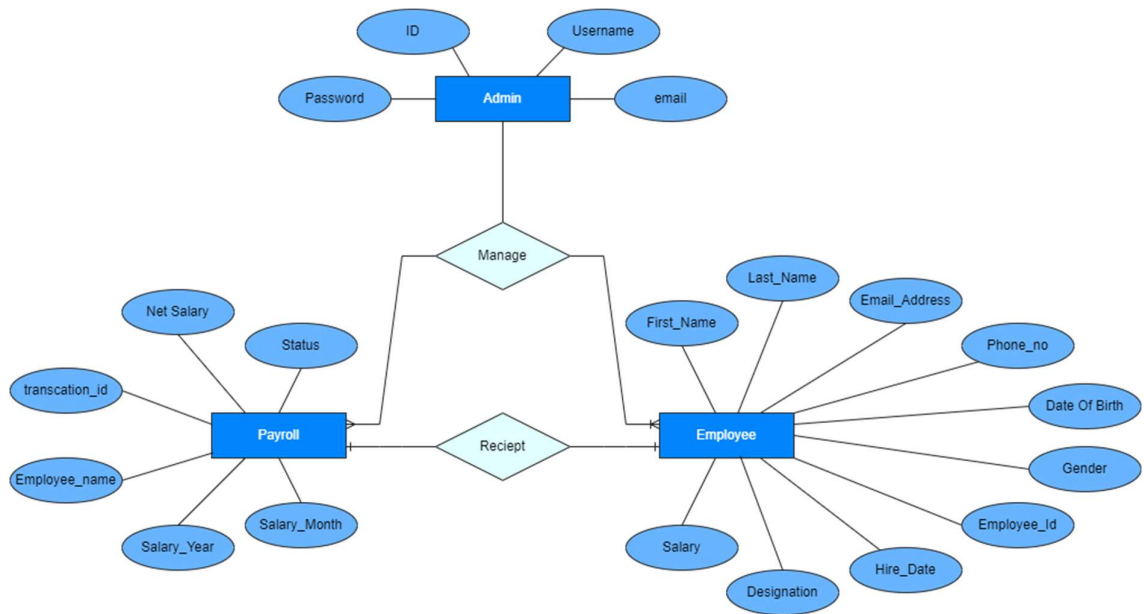 ID
Username
Password
Admin
email
Manage
Last_Name
Email_Address
Net Salary
First_Name
Status
Phone_no
transcation_id
Date Of Birth
Payroll
Reciept
Employee
Gender
Employee_name
Salary_Month
Employee_Id
Salary_Year
Salary
Hire_Date
Designation